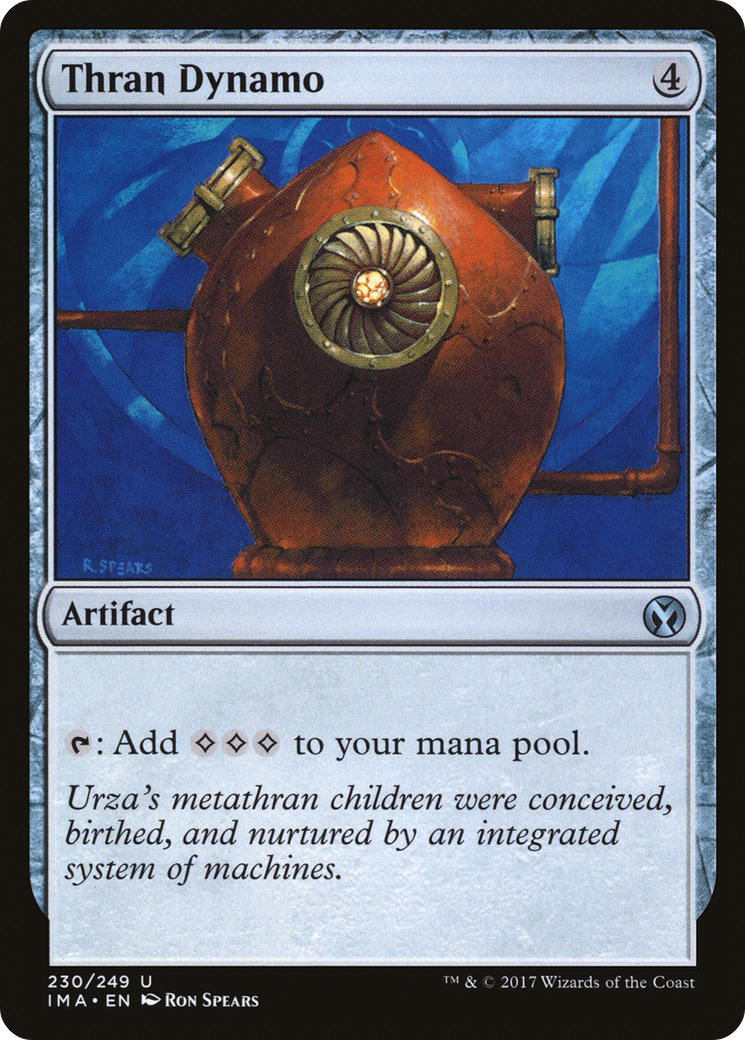 Thran Dynamo 4
R. SPEARS
Artifact
: Add to your mana pool.
Urza's metathran children were conceived,
birthed, and nurtured by an integrated
system of machines.
230/249 U
™ & © 2017 Wizards of the Coast
IMA • EN Ron Spears